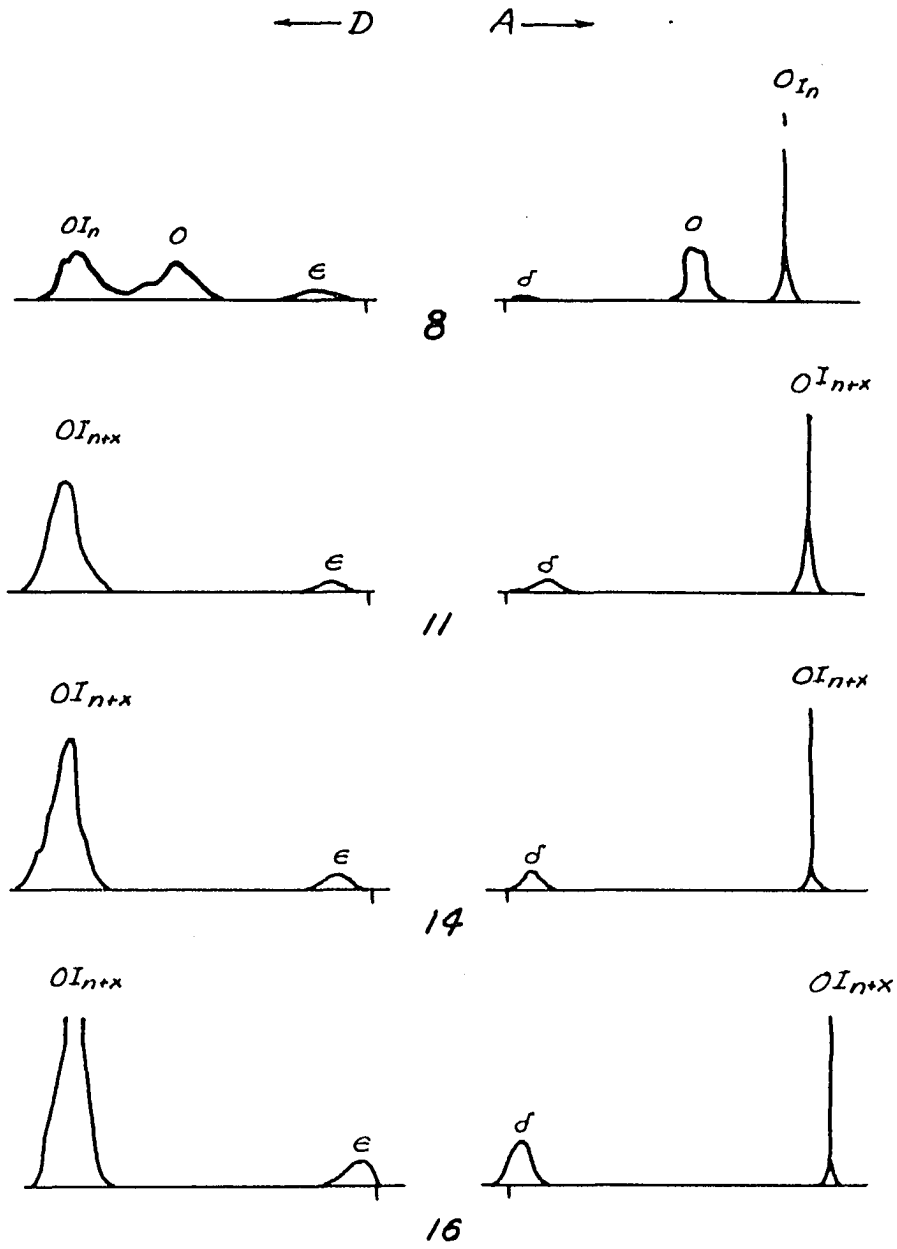 ← D A →
OIn
OIn O ϵ δ O
8
OIn+x
OIn+x
ϵ δ
11
OIn+x OIn+x
ϵ δ
14
OIn+x OIn+x
ϵ δ
16